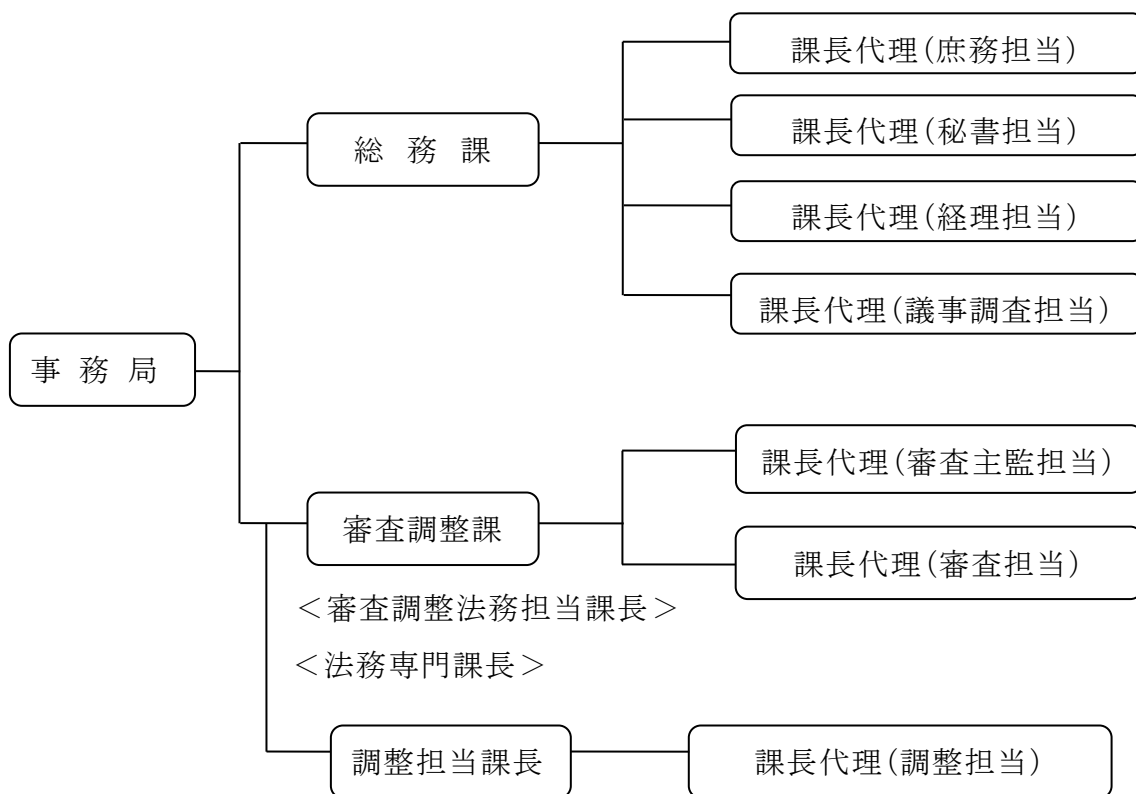 課長代理(庶務担当)
総務課
課長代理(秘書担当)
課長代理(経理担当)
課長代理(議事調査担当)
事務局
課長代理(審査主監担当)
審査調整課
課長代理(審査担当)
＜審査調整法務担当課長＞
＜法務専門課長＞
調整担当課長
課長代理(調整担当)